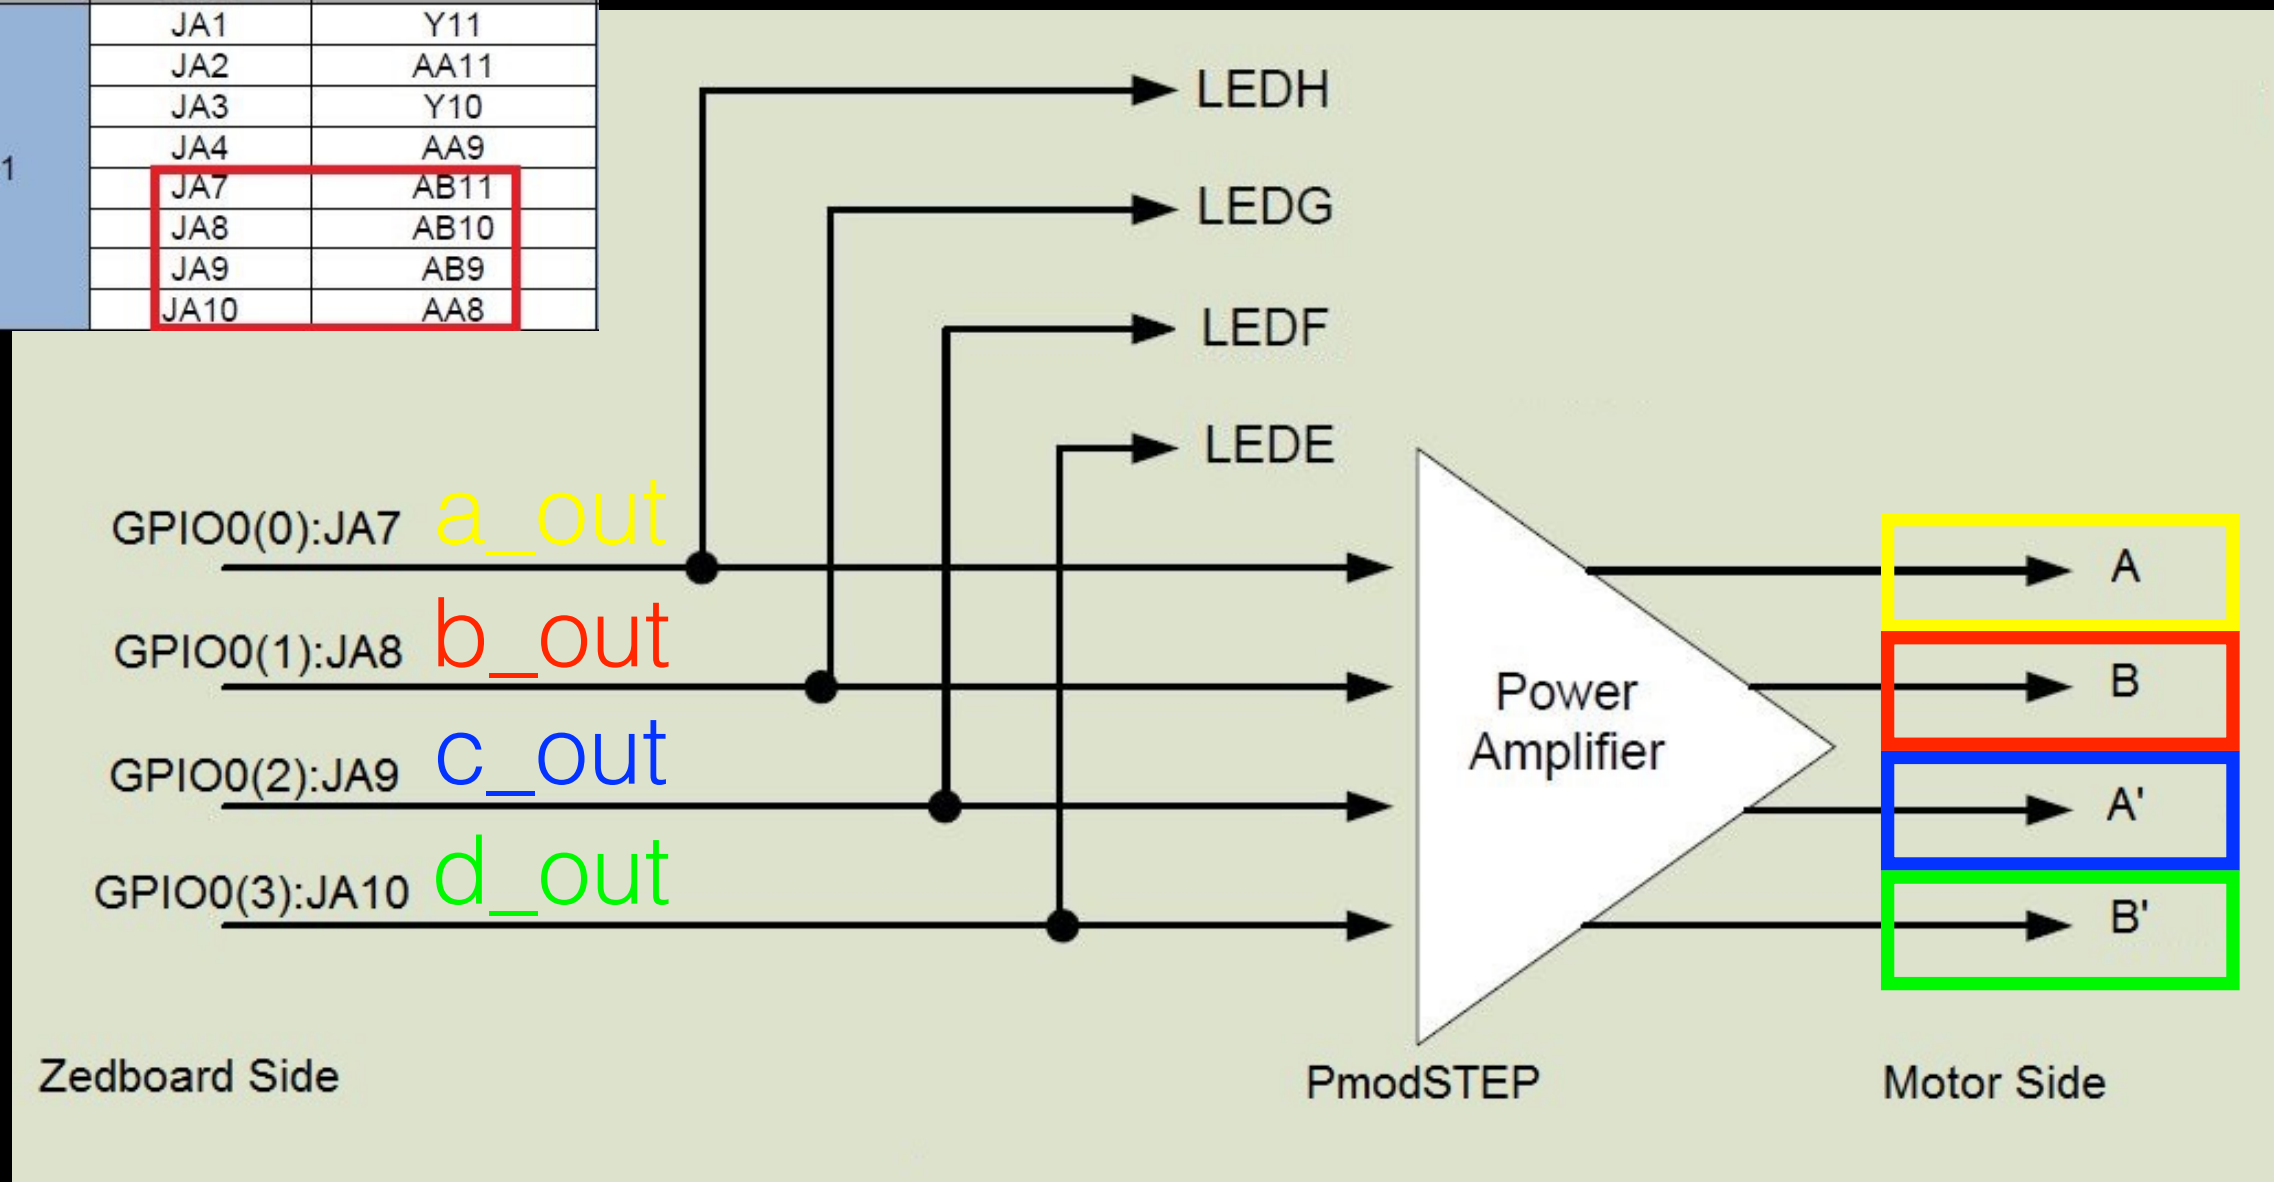 JA1 Y11
JA2 AA11
JA3 Y10
JA4 AA9
1
JA7 AB11
JA8 AB10
JA9 AB9
JA10 AA8
LEDH
LEDG
LEDF
LEDE
GPIO0(0):JA7 a_out
A
GPIO0(1):JA8 b_out
B
Power
Amplifier
GPIO0(2):JA9 c_out
A'
GPIO0(3):JA10 d_out
B'
Zedboard Side
PmodSTEP
Motor Side